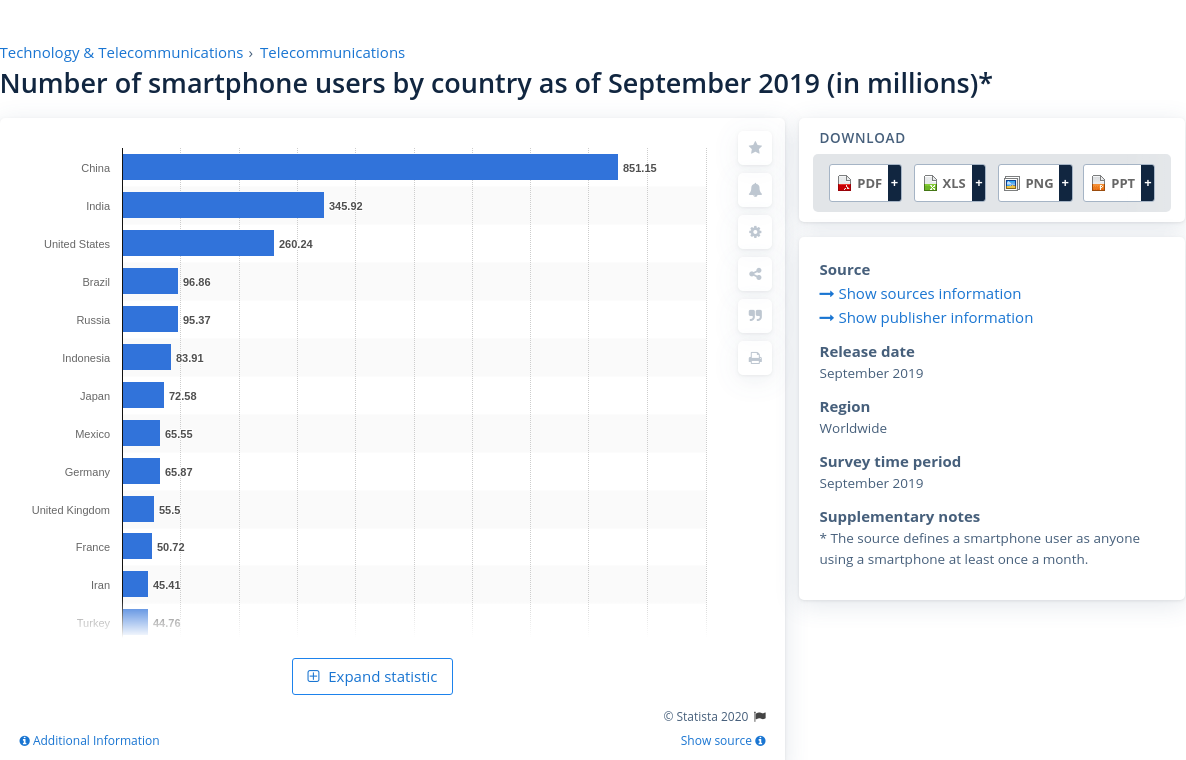 Technology & Telecommunications › Telecommunications
Number of smartphone users by country as of September 2019 (in millions)*
China 851.15
India 345.92
United States 260.24
Brazil 96.86
Russia 95.37
Indonesia 83.91
Japan 72.58
Mexico 65.55
Germany 65.87
United Kingdom 55.5
France 50.72
Iran 45.41
Turkey 44.76
Expand statistic
© Statista 2020
Additional Information
Show source
DOWNLOAD
PDF + XLS + PNG + PPT +
Source
Show sources information
Show publisher information
Release date
September 2019
Region
Worldwide
Survey time period
September 2019
Supplementary notes
* The source defines a smartphone user as anyone
using a smartphone at least once a month.